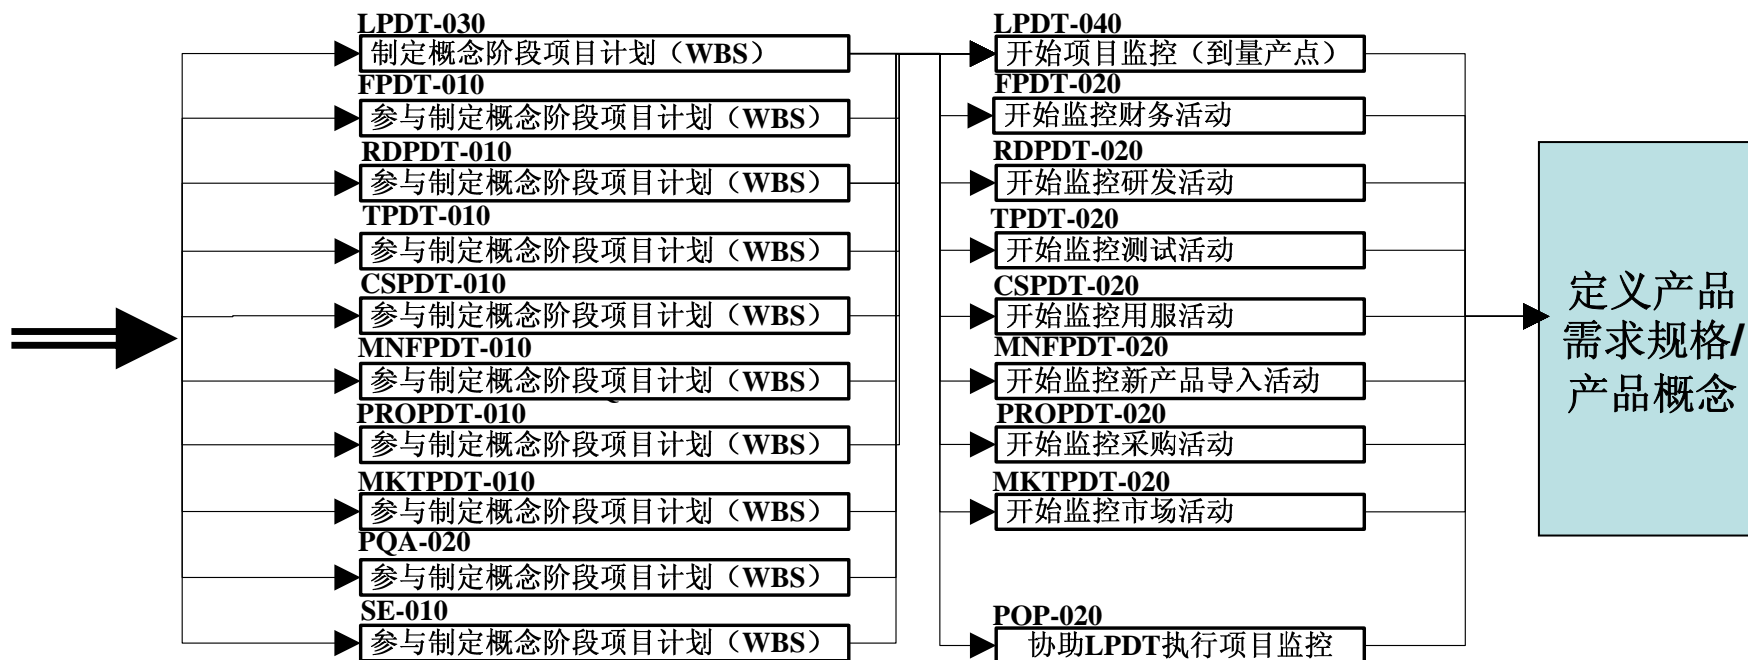 LPDT-030
制定概念阶段项目计划（WBS）
FPDT-010
参与制定概念阶段项目计划（WBS）
RDPDT-010
参与制定概念阶段项目计划（WBS）
TPDT-010
参与制定概念阶段项目计划（WBS）
CSPDT-010
参与制定概念阶段项目计划（WBS）
MNFPDT-010
参与制定概念阶段项目计划（WBS）
PROPDT-010
参与制定概念阶段项目计划（WBS）
MKTPDT-010
参与制定概念阶段项目计划（WBS）
PQA-020
参与制定概念阶段项目计划（WBS）
SE-010
参与制定概念阶段项目计划（WBS）
LPDT-040
开始项目监控（到量产点）
FPDT-020
开始监控财务活动
RDPDT-020
开始监控研发活动
TPDT-020
开始监控测试活动
CSPDT-020
开始监控用服活动
MNFPDT-020
开始监控新产品导入活动
PROPDT-020
开始监控采购活动
MKTPDT-020
开始监控市场活动
POP-020
协助LPDT执行项目监控
定义产品
需求规格/
产品概念